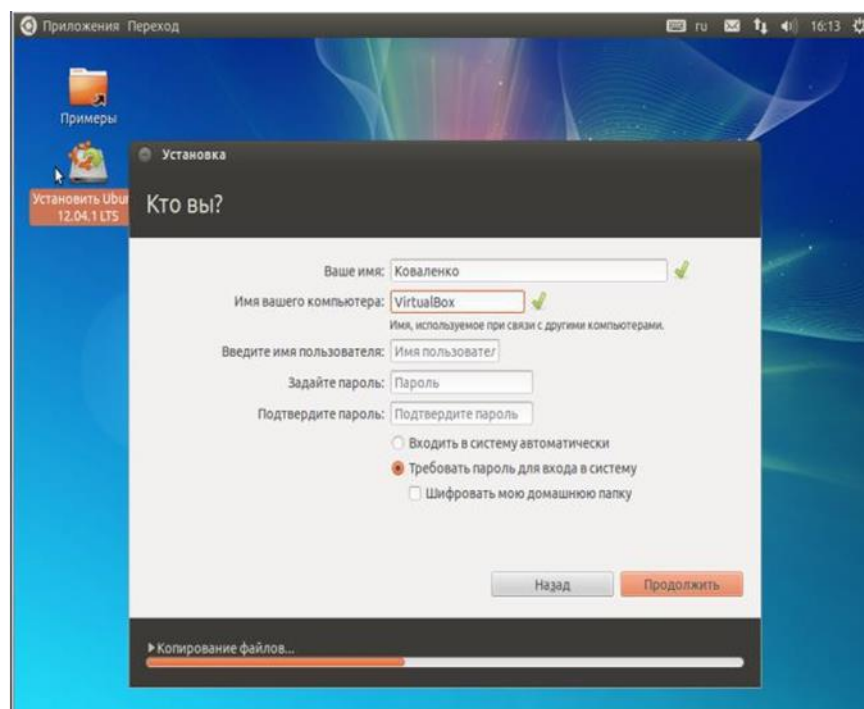 Приложения Переход
ru 16:13
Примеры
Установить Ubun
12.04.1 LTS
Установка
Кто вы?
Ваше имя: Коваленко
Имя вашего компьютера: VirtualBox
Имя, используемое при связи с другими компьютерами.
Введите имя пользователя: Имя пользовател
Задайте пароль: Пароль
Подтвердите пароль: Подтвердите пароль
Входить в систему автоматически
Требовать пароль для входа в систему
Шифровать мою домашнюю папку
Назад Продолжить
Копирование файлов...